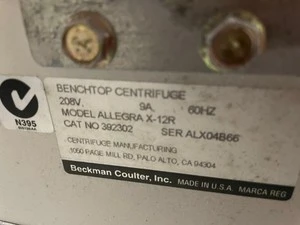 BENCHTOP CENTRIFUGE
208V. 9A. 60HZ
MODEL ALLEGRA X-12R
CAT NO 392302 SER ALX04B66
CENTRIFUGE MANUFACTURING
1050 PAGE MILL RD, PALO ALTO, CA 94304
Beckman Coulter, Inc. MADE IN U.S.A. MARCA REG
N395